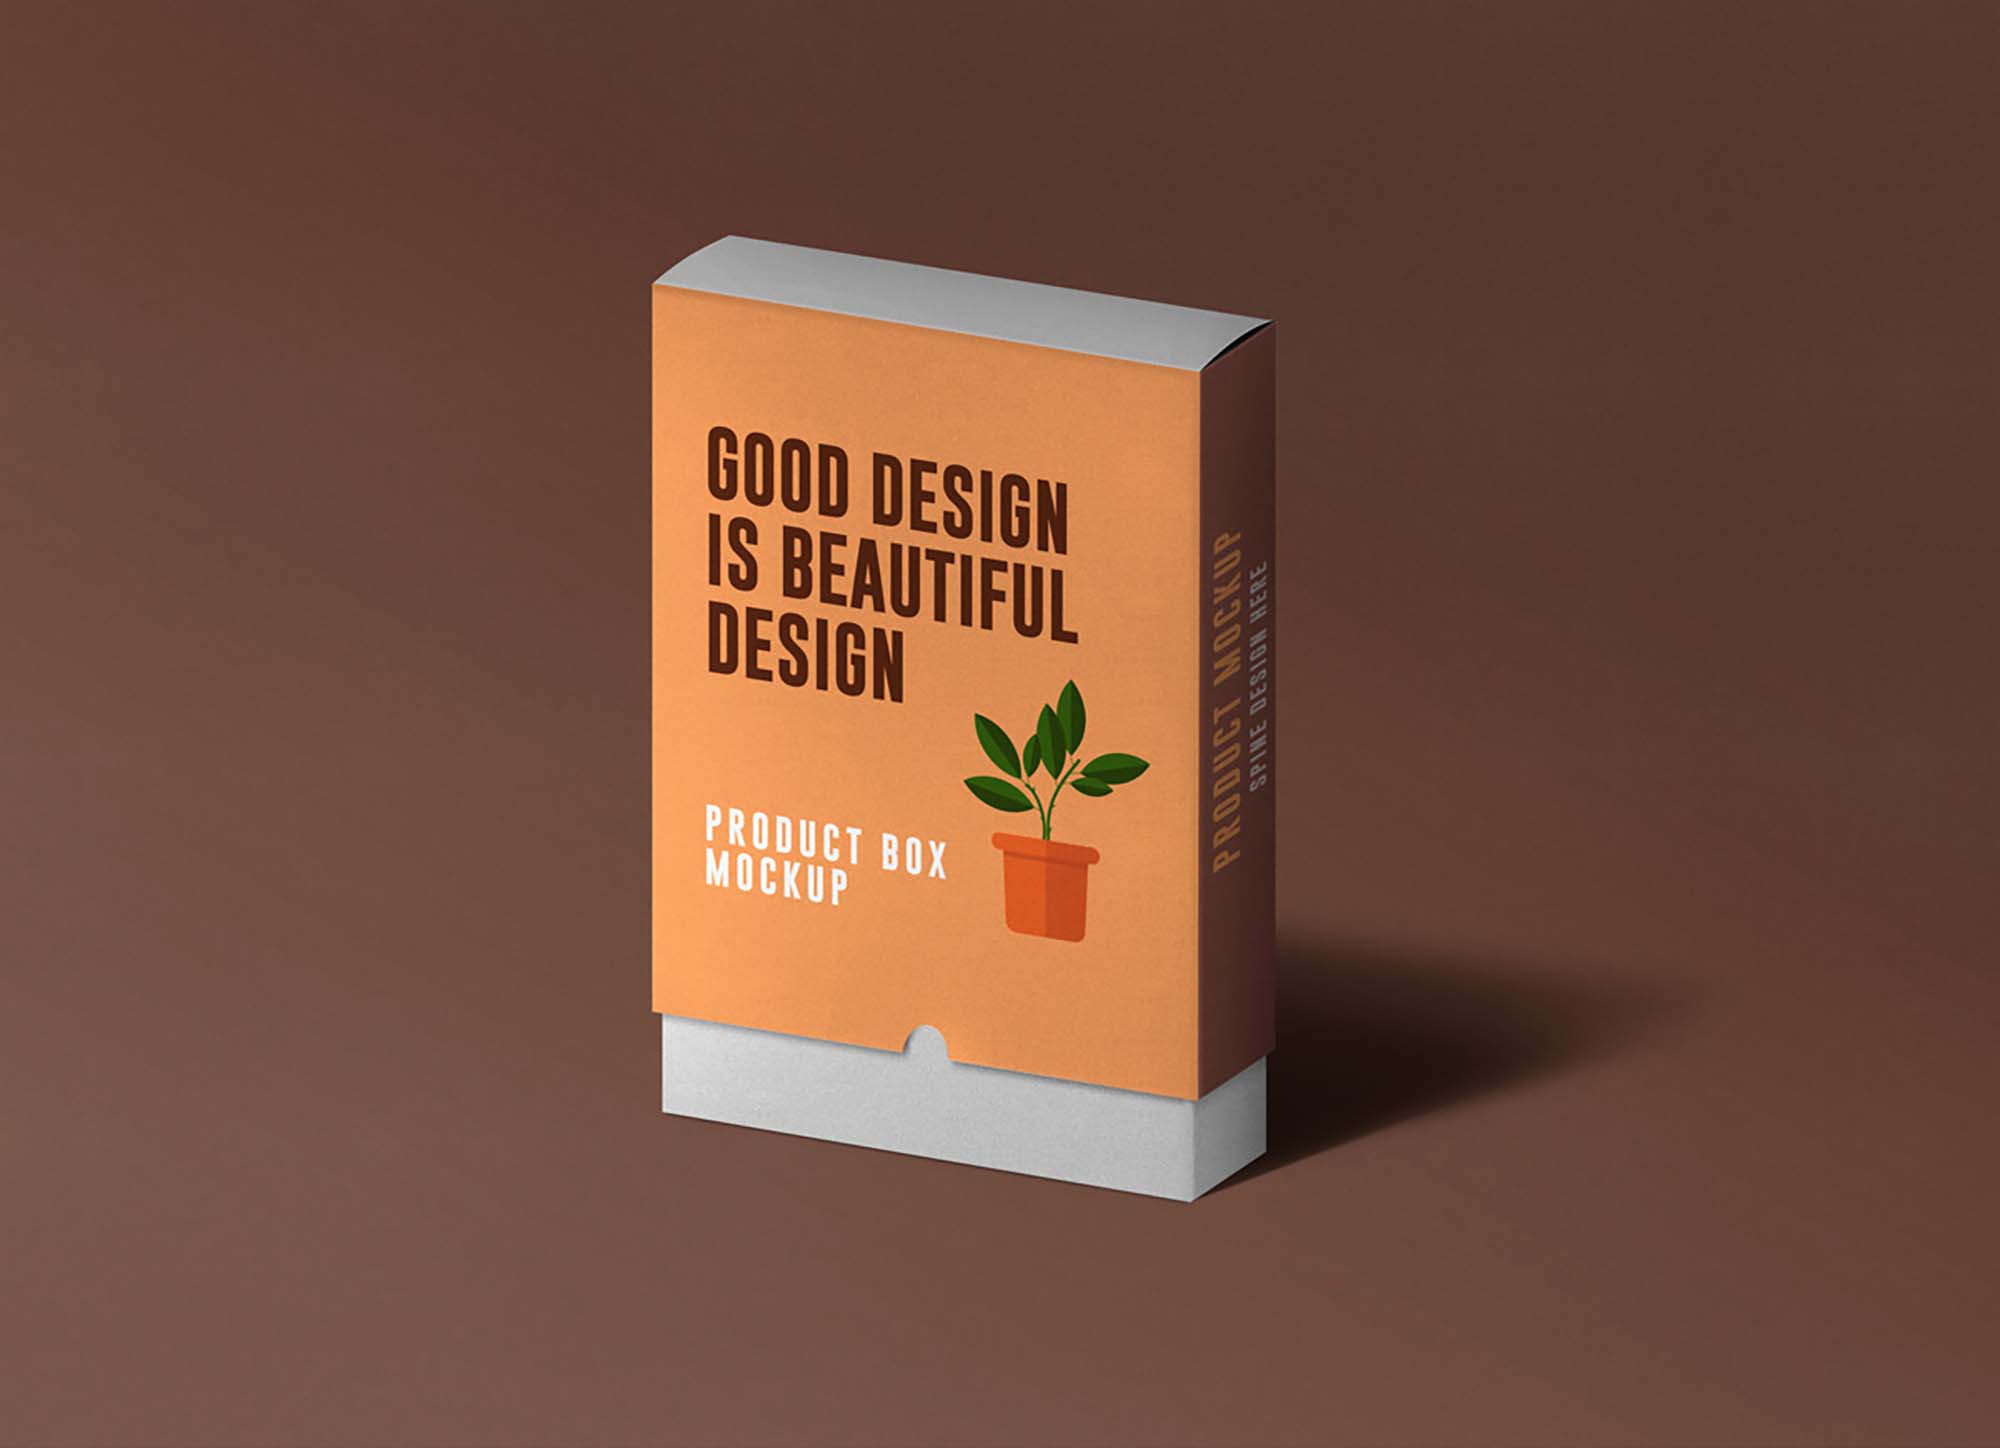 GOOD DESIGN
IS BEAUTIFUL
DESIGN
PRODUCT BOX
MOCKUP
PRODUCT MOCKUP
SPINE DESIGN HERE